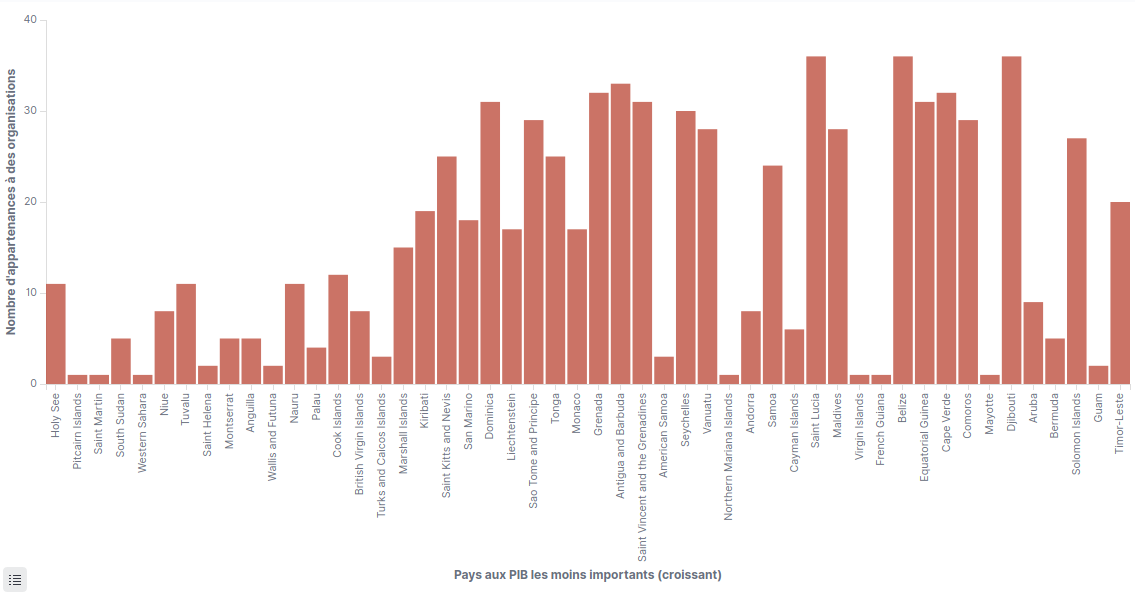 Nombre d'appartenances à des organisations
40
30
20
10
0
Holy See
Pitcairn Islands
Saint Martin
South Sudan
Western Sahara
Niue
Tuvalu
Saint Helena
Montserrat
Anguilla
Wallis and Futuna
Nauru
Palau
Cook Islands
British Virgin Islands
Turks and Caicos Islands
Marshall Islands
Kiribati
Saint Kitts and Nevis
San Marino
Dominica
Liechtenstein
Sao Tome and Principe
Tonga
Monaco
Grenada
Antigua and Barbuda
Saint Vincent and the Grenadines
American Samoa
Seychelles
Vanuatu
Northern Mariana Islands
Andorra
Samoa
Cayman Islands
Saint Lucia
Maldives
Virgin Islands
French Guiana
Belize
Equatorial Guinea
Cape Verde
Comoros
Mayotte
Djibouti
Aruba
Bermuda
Solomon Islands
Guam
Timor-Leste
Pays aux PIB les moins importants (croissant)